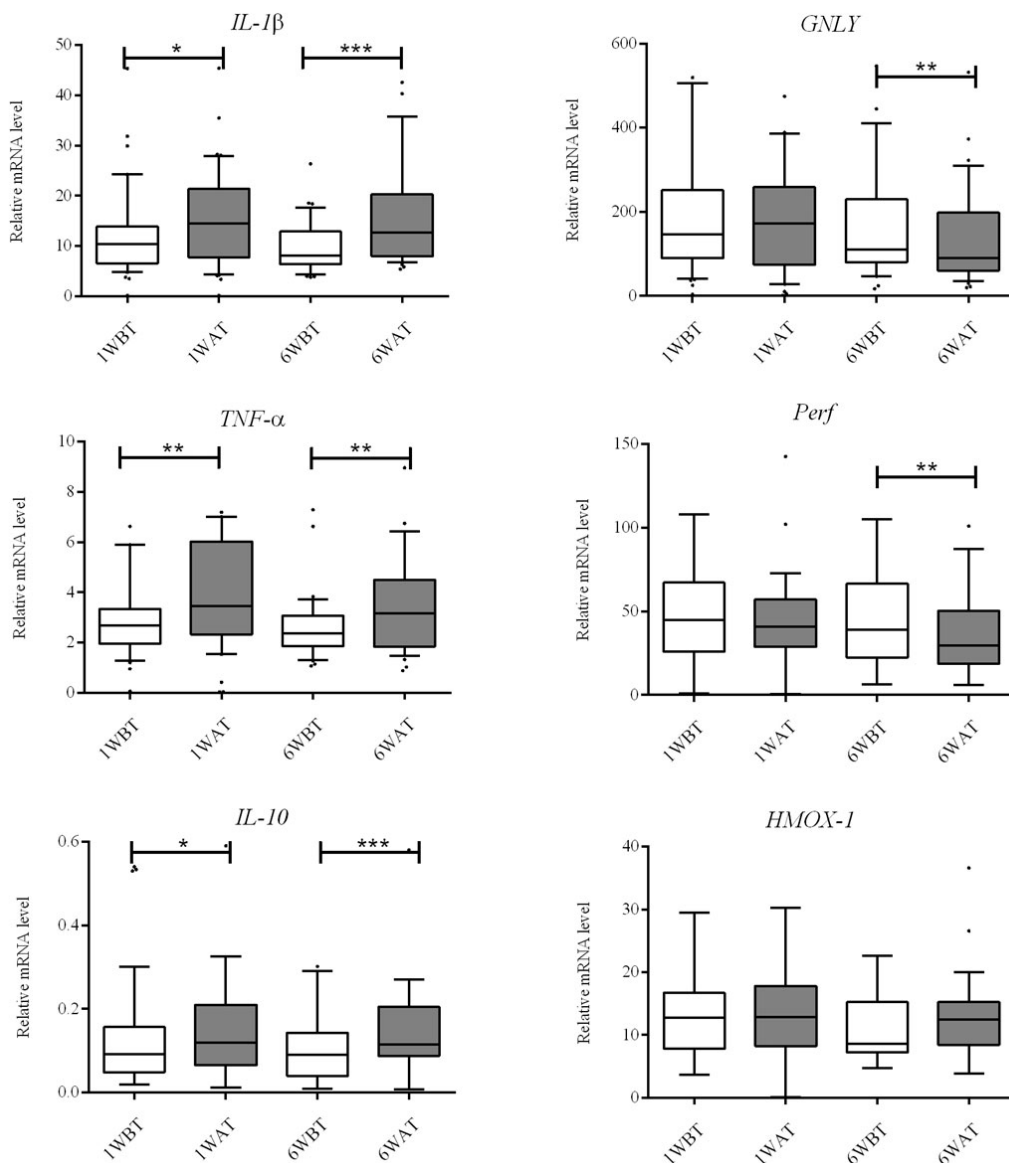 IL-1β
Relative mRNA level
50
40
30
20
10
0
*
***
1WBT
1WAT
6WBT
6WAT
GNLY
Relative mRNA level
600
400
200
0
**
1WBT
1WAT
6WBT
6WAT
TNF-α
Relative mRNA level
10
8
6
4
2
0
**
**
1WBT
1WAT
6WBT
6WAT
Perf
Relative mRNA level
150
100
50
0
**
1WBT
1WAT
6WBT
6WAT
IL-10
Relative mRNA level
0.6
0.4
0.2
0.0
*
***
1WBT
1WAT
6WBT
6WAT
HMOX-1
Relative mRNA level
40
30
20
10
0
1WBT
1WAT
6WBT
6WAT